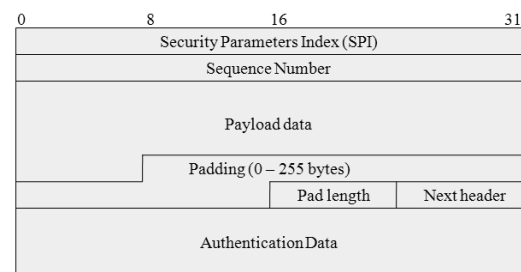 0 8 16 31
Security Parameters Index (SPI)
Sequence Number
Payload data
Padding (0 – 255 bytes)
Pad length Next header
Authentication Data